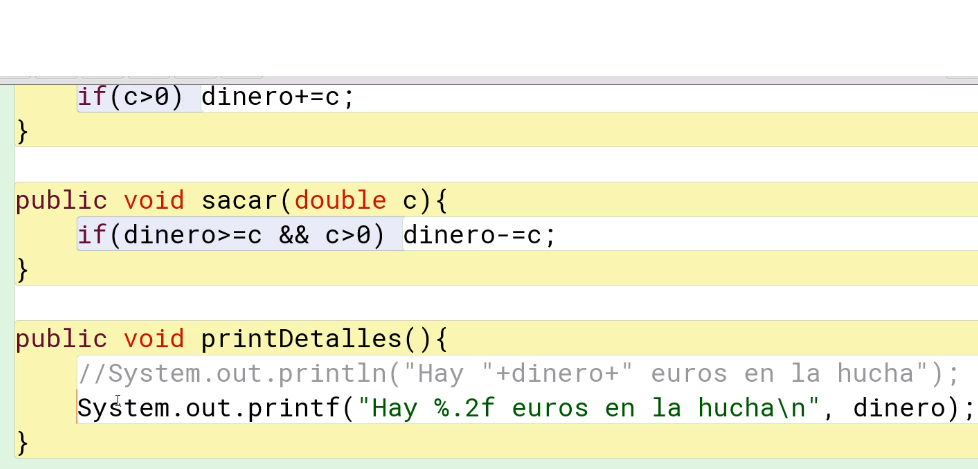 if(c>0) dinero+=c;
}
public void sacar(double c){
if(dinero>=c && c>0) dinero-=c;
}
public void printDetalles(){
//System.out.println("Hay "+dinero+" euros en la hucha");
System.out.printf("Hay %.2f euros en la hucha\n", dinero);
}